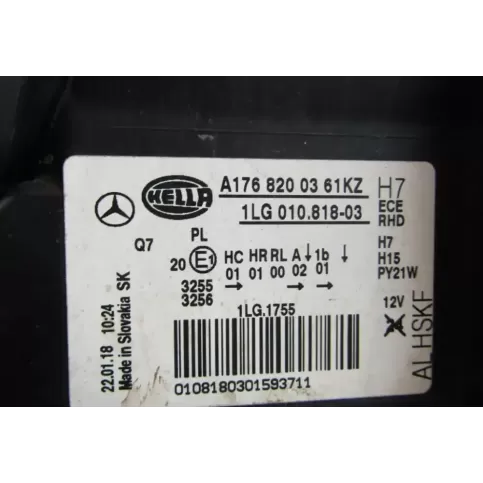 HELLA
A176 820 03 61KZ
1LG 010.818-03
H7
ECE
RHD
Q7
PL
20 E1
HC HR RL A ↓ 1b ↓
01 01 00 02 01
3255 →
3256
→ →
H7
H15
PY21W
12V
1LG.1755
0108180301593711
22.01.18 10:24
Made in Slovakia SK
AL HSKF